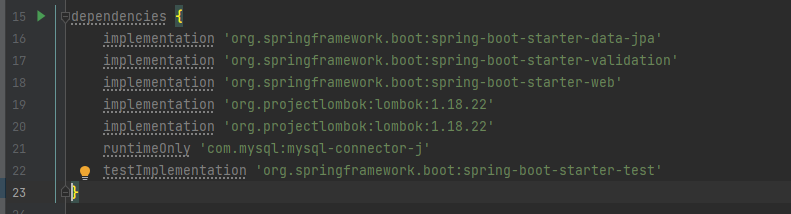 15 dependencies {
16 implementation 'org.springframework.boot:spring-boot-starter-data-jpa'
17 implementation 'org.springframework.boot:spring-boot-starter-validation'
18 implementation 'org.springframework.boot:spring-boot-starter-web'
19 implementation 'org.projectlombok:lombok:1.18.22'
20 implementation 'org.projectlombok:lombok:1.18.22'
21 runtimeOnly 'com.mysql:mysql-connector-j'
22 testImplementation 'org.springframework.boot:spring-boot-starter-test'
23 }